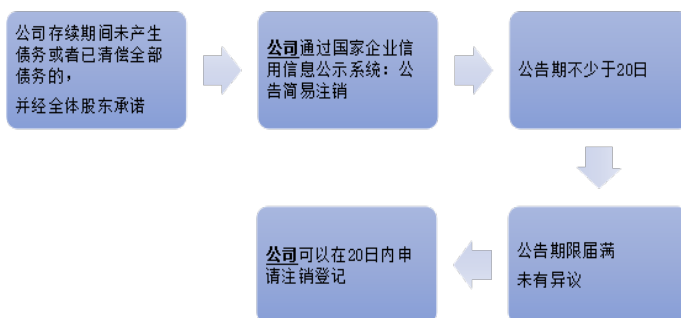 公司存续期间未产生
债务或者已清偿全部
债务的，
并经全体股东承诺
公司通过国家企业信
用信息公示系统：公
告简易注销
公告期不少于20日
公告期限届满
未有异议
公司可以在20日内申
请注销登记